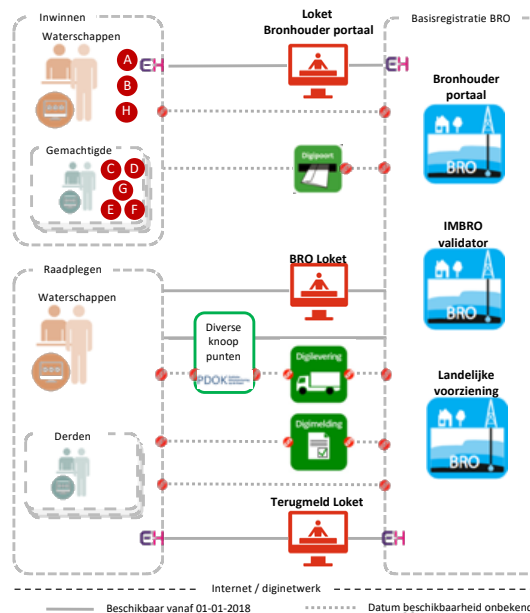 Inwinnen
Waterschappen
A
B
H
Gemachtigde
C
D
G
E
F
EH
Loket
Bronhouder portaal
EH
Digipoort
Basisregistratie BRO
Bronhouder
portaal
BRO
IMBRO
validator
BRO
Landelijke
voorziening
BRO
Raadplegen
Waterschappen
Derden
BRO Loket
Diverse
knoop
punten
PDOK
Digilevering
Digimelding
Terugmeld Loket
EH
EH
Internet / diginetwerk
Beschikbaar vanaf 01-01-2018
Datum beschikbaarheid onbekend